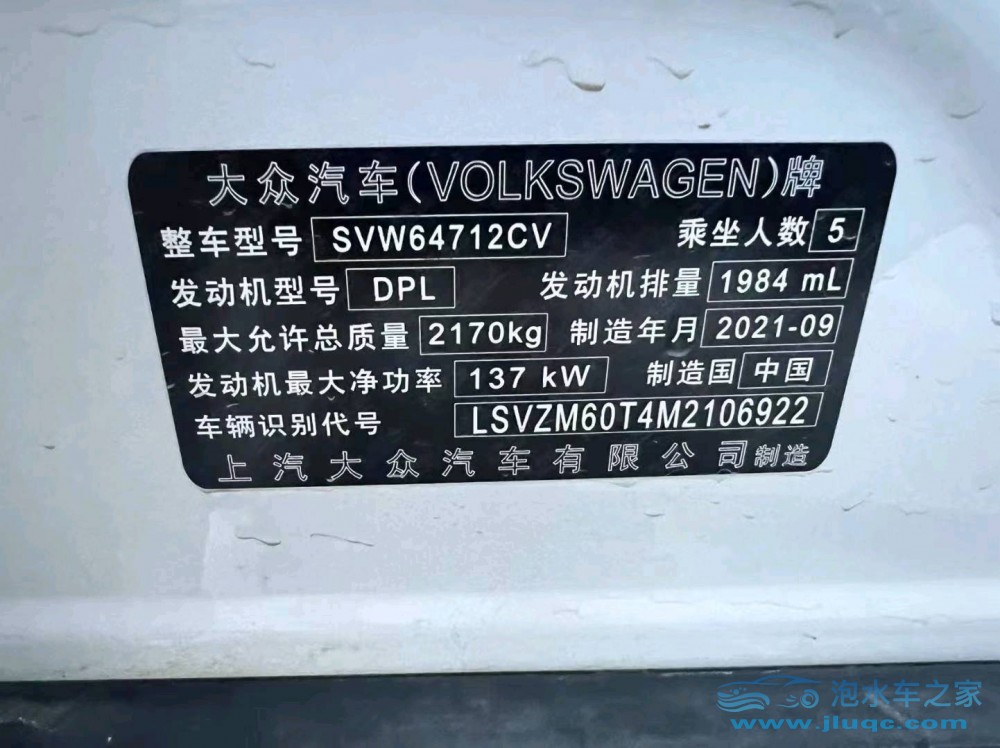 大众汽车(VOLKSWAGEN)牌
整车型号 SVW64712CV 乘坐人数 5
发动机型号 DPL 发动机排量 1984 mL
最大允许总质量 2170kg 制造年月 2021-09
发动机最大净功率 137 kW 制造国 中国
车辆识别代号 LSVZM60T4M2106922
上汽大众汽车有限公司制造
泡水车之家
www.jluqc.com